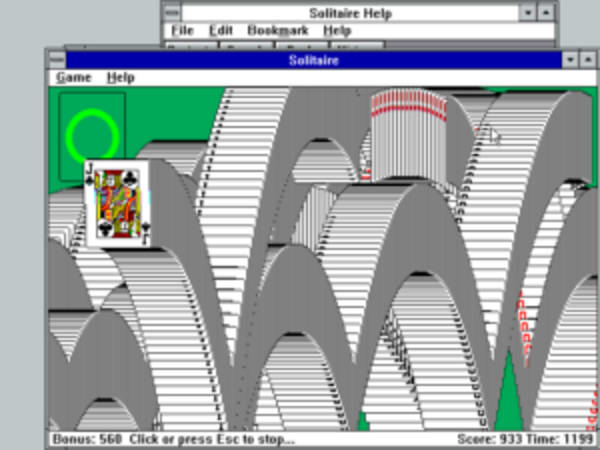 Solitaire Help
File Edit Bookmark Help
Solitaire
Game Help
J
J
Bonus: 560 Click or press Esc to stop... Score: 933 Time: 1199